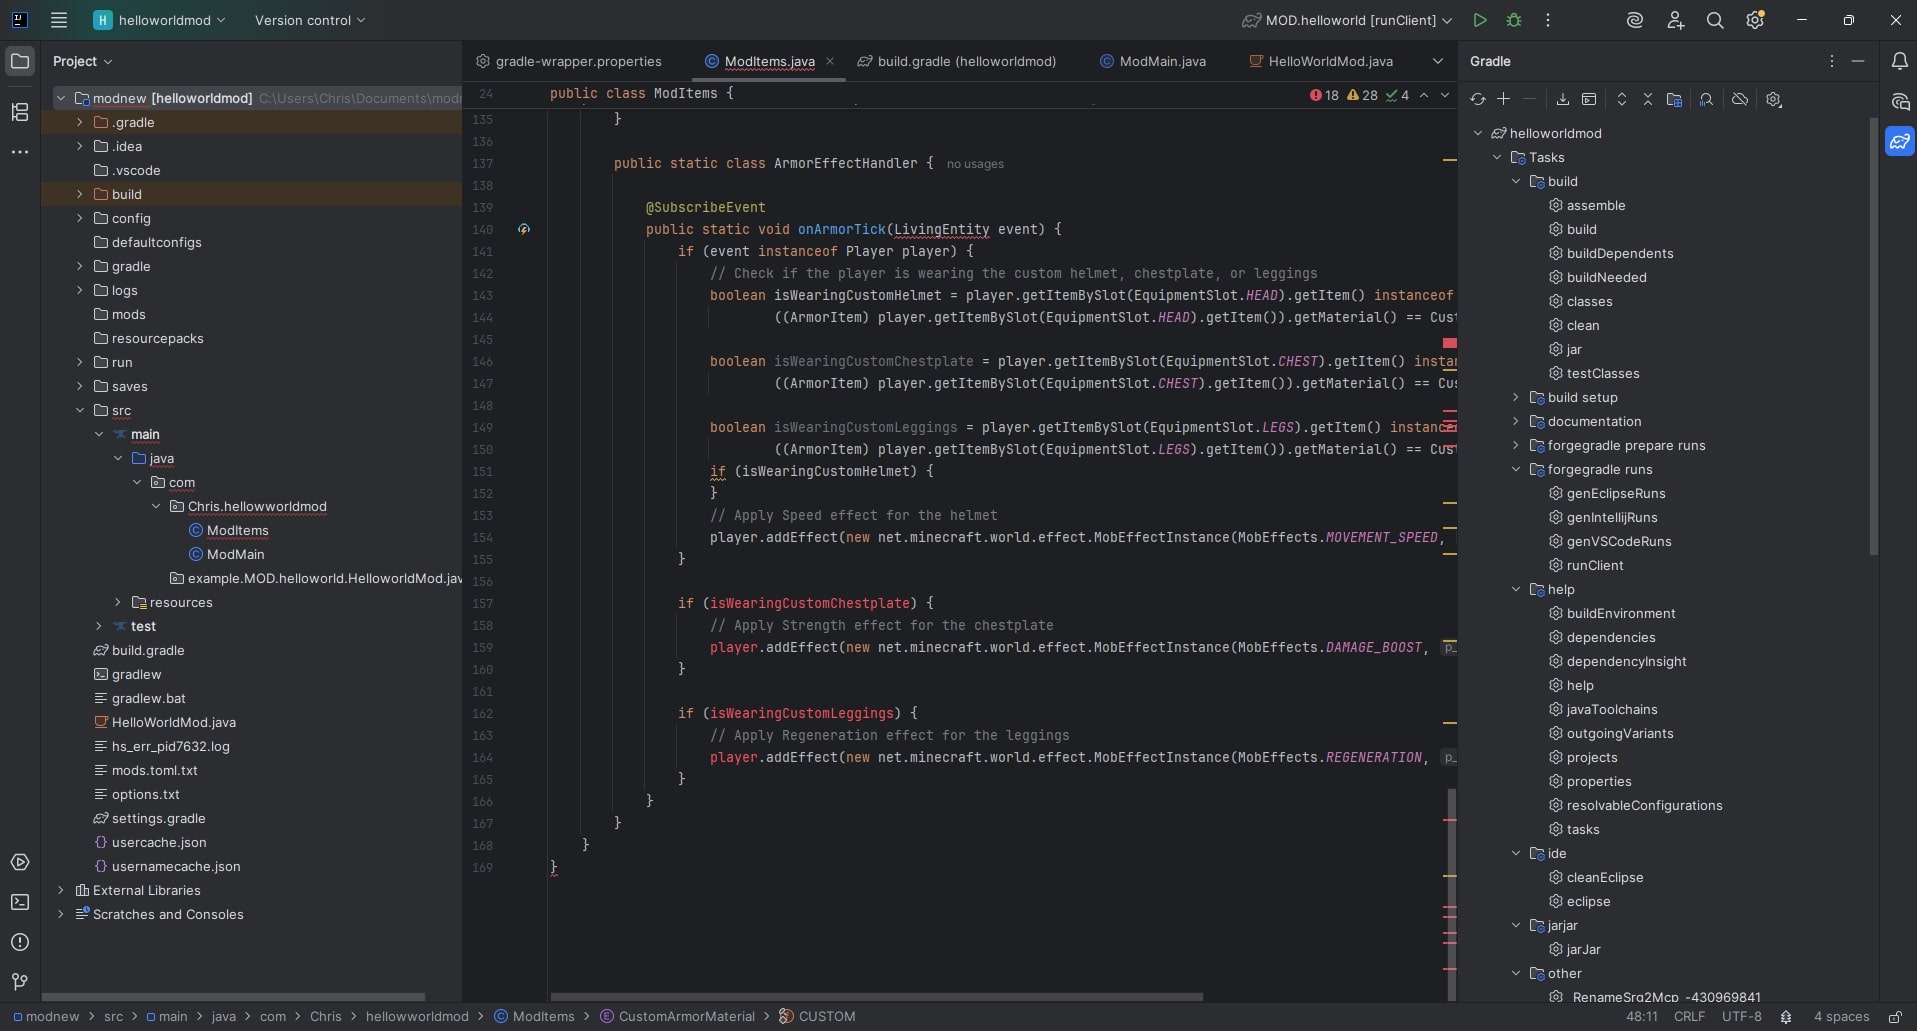 H helloworldmod Version control MOD.helloworld [runClient]
Project
gradle-wrapper.properties ModItems.java build.gradle (helloworldmod) ModMain.java HelloWorldMod.java
Gradle
modnew [helloworldmod] C:\Users\Chris\Documents\mod
.gradle
.idea
.vscode
build
config
defaultconfigs
gradle
logs
mods
resourcepacks
run
saves
src
main
java
com
Chris.hellowworldmod
ModItems
ModMain
example.MOD.helloworld.HelloworldMod.jav
resources
test
build.gradle
gradlew
gradlew.bat
HelloWorldMod.java
hs_err_pid7632.log
mods.toml.txt
options.txt
settings.gradle
usercache.json
usernamecache.json
External Libraries
Scratches and Consoles
24 public class ModItems { 18 28 4
135 }
136
137 public static class ArmorEffectHandler { no usages
138
139 @SubscribeEvent
140 public static void onArmorTick(LivingEntity event) {
141 if (event instanceof Player player) {
142 // Check if the player is wearing the custom helmet, chestplate, or leggings
143 boolean isWearingCustomHelmet = player.getItemBySlot(EquipmentSlot.HEAD).getItem() instanceof
144 ((ArmorItem) player.getItemBySlot(EquipmentSlot.HEAD).getItem()).getMaterial() == Cus
145
146 boolean isWearingCustomChestplate = player.getItemBySlot(EquipmentSlot.CHEST).getItem() insta
147 ((ArmorItem) player.getItemBySlot(EquipmentSlot.CHEST).getItem()).getMaterial() == Cu
148
149 boolean isWearingCustomLeggings = player.getItemBySlot(EquipmentSlot.LEGS).getItem() instanc
150 ((ArmorItem) player.getItemBySlot(EquipmentSlot.LEGS).getItem()).getMaterial() == Cus
151 if (isWearingCustomHelmet) {
152 }
153 // Apply Speed effect for the helmet
154 player.addEffect(new net.minecraft.world.effect.MobEffectInstance(MobEffects.MOVEMENT_SPEED,
155 }
156
157 if (isWearingCustomChestplate) {
158 // Apply Strength effect for the chestplate
159 player.addEffect(new net.minecraft.world.effect.MobEffectInstance(MobEffects.DAMAGE_BOOST, p_
160 }
161
162 if (isWearingCustomLeggings) {
163 // Apply Regeneration effect for the leggings
164 player.addEffect(new net.minecraft.world.effect.MobEffectInstance(MobEffects.REGENERATION, p_
165 }
166 }
167 }
168 }
169 }
helloworldmod
Tasks
build
assemble
build
buildDependents
buildNeeded
classes
clean
jar
testClasses
build setup
documentation
forgegradle prepare runs
forgegradle runs
genEclipseRuns
genIntellijRuns
genVSCodeRuns
runClient
help
buildEnvironment
dependencies
dependencyInsight
help
javaToolchains
outgoingVariants
projects
properties
resolvableConfigurations
tasks
ide
cleanEclipse
eclipse
jarjar
jarJar
other
_RenameSrg2Mcp_-430969841
modnew > src > main > java > com > Chris > hellowworldmod > ModItems > CustomArmorMaterial > CUSTOM 48:11 CRLF UTF-8 4 spaces